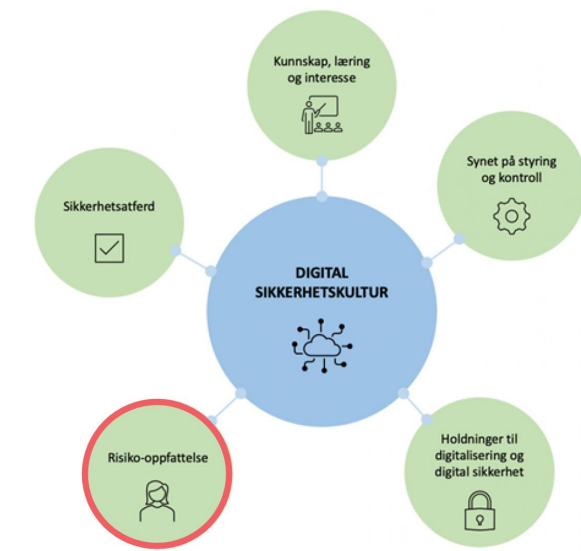 Kunnskap, læring
og interesse
Synet på styring
og kontroll
Sikkerhetsatferd
DIGITAL
SIKKERHETSKULTUR
Risiko-oppfattelse
Holdninger til
digitalisering og
digital sikkerhet